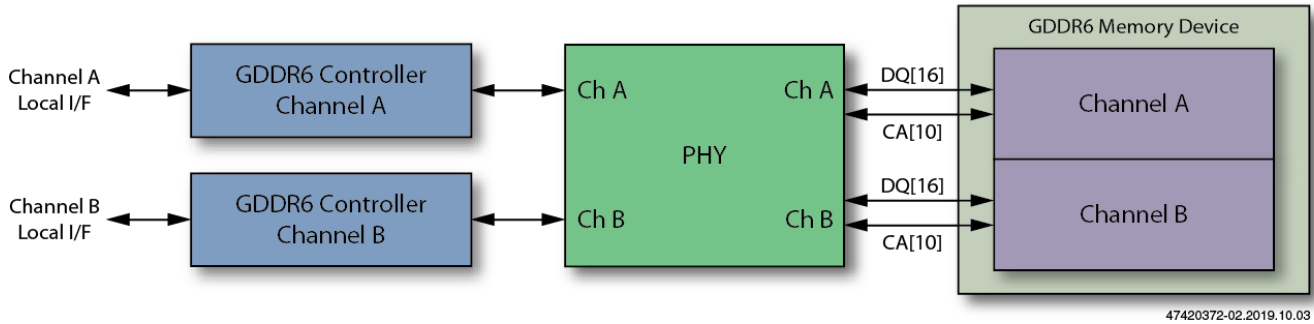 GDDR6 Memory Device
Channel A
Local I/F
GDDR6 Controller
Channel A
Ch A
Ch A
DQ[16]
CA[10]
Channel A
PHY
Channel B
Local I/F
GDDR6 Controller
Channel B
Ch B
Ch B
DQ[16]
CA[10]
Channel B
47420372-02.2019.10.03